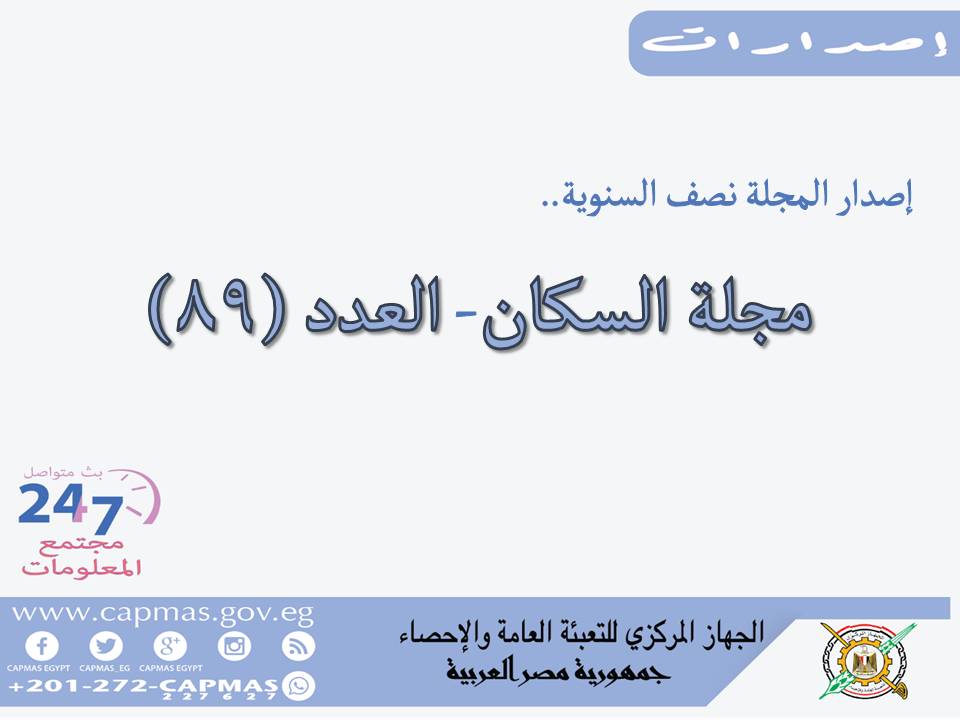 إصدارات
إصدار المجلة نصف السنوية..
مجلة السكان- العدد (٨٩)
بث متواصل
247
مجتمع
المعلومات
www.capmas.gov.eg
CAPMAS EGYPT CAPMAS_EG CAPMAS EGYPT
+201-272-CAPMAS
227627
الجهاز المركزي للتعبئة العامة والإحصاء
جمهورية مصر العربية